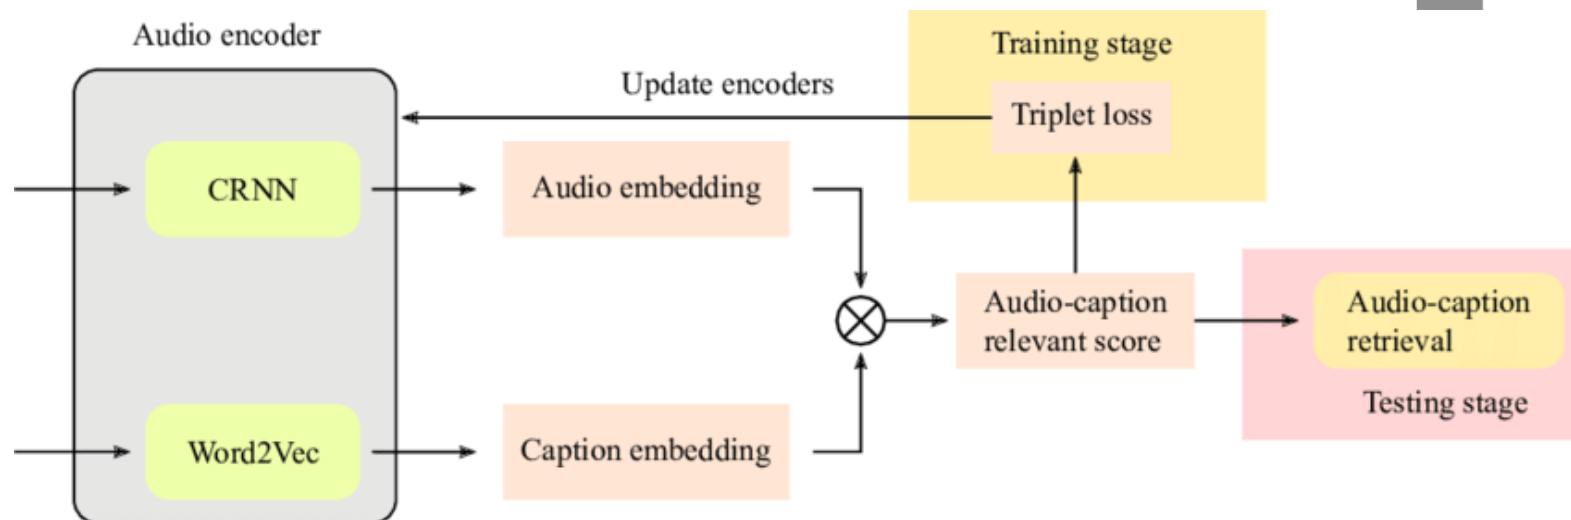 Audio encoder
Training stage
Update encoders
Triplet loss
CRNN
Audio embedding
Audio-caption
relevant score
Audio-caption
retrieval
Testing stage
Word2Vec
Caption embedding